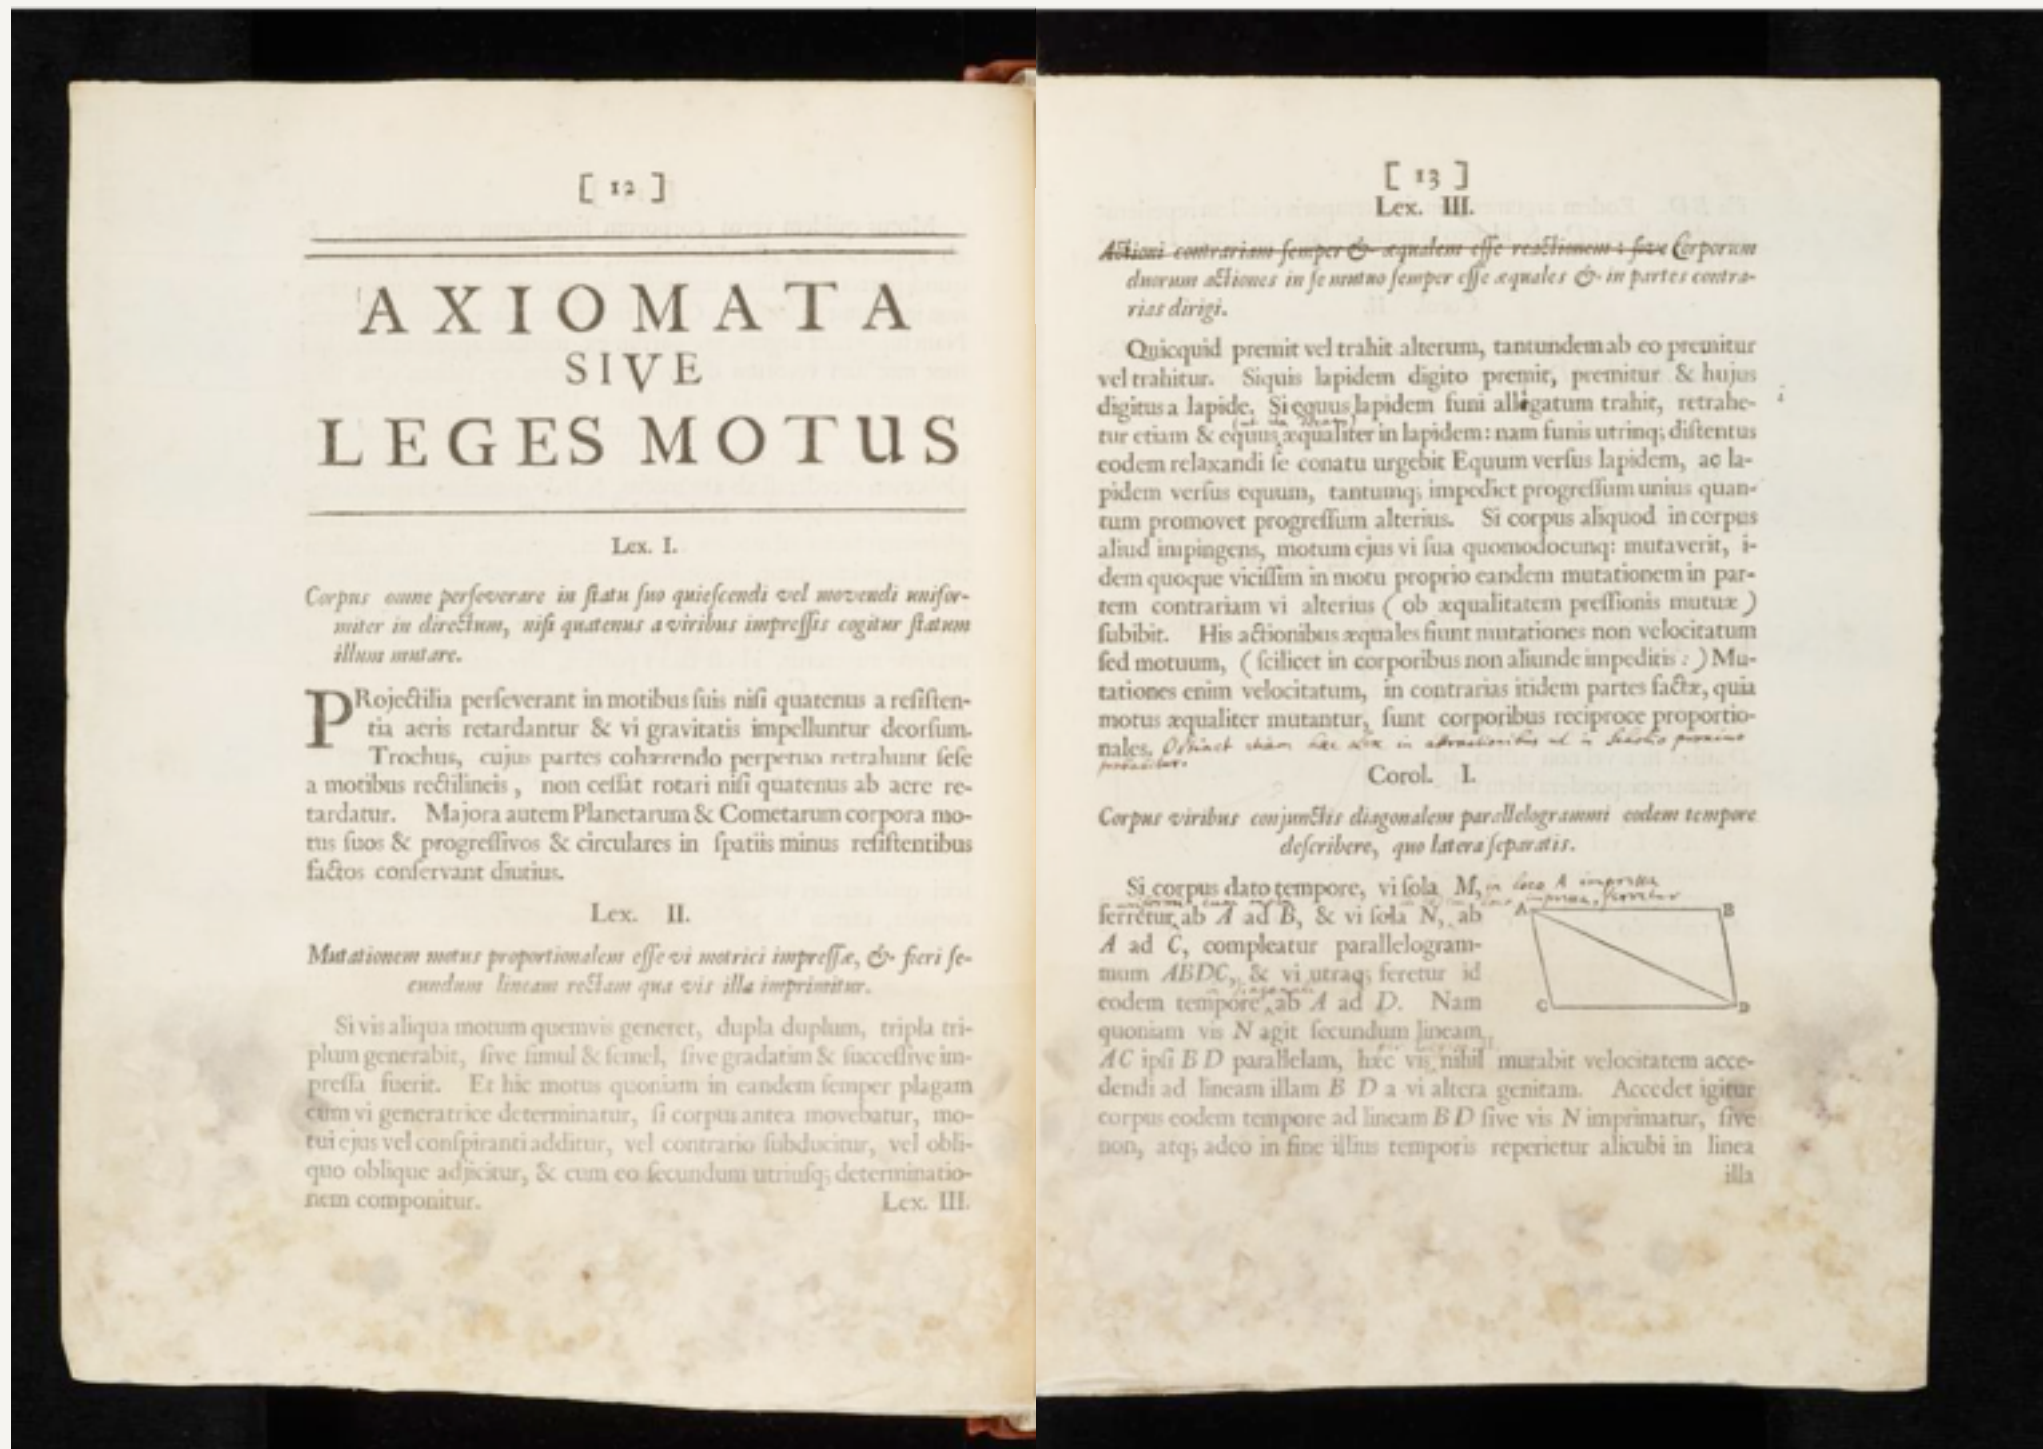 [ 12 ]
AXIOMATA
SIVE
LEGES MOTUS
Lex. I.
Corpus omne perſeverare in ſtatu ſuo quieſcendi vel movendi unifor-
miter in directum, niſi quatenus a viribus impreſſis cogitur ſtatum
illum mutare.
PRojectilia perſeverant in motibus ſuis niſi quatenus a reſiſten-
tia aeris retardantur & vi gravitatis impelluntur deorſum.
Trochus, cujus partes cohærendo perpetuo retrahunt ſeſe
a motibus rectilineis, non ceſſat rotari niſi quatenus ab aere re-
tardatur. Majora autem Planetarum & Cometarum corpora mo-
tus ſuos & progreſſivos & circulares in ſpatiis minus reſiſtentibus
factos conſervant diutius.
Lex. II.
Mutationem motus proportionalem eſſe vi motrici impreſſæ, & fieri ſe-
cundum lineam rectam qua vis illa imprimitur.
Si vis aliqua motum quemvis generet, dupla duplum, tripla tri-
plum generabit, ſive ſimul & ſemel, ſive gradatim & ſucceſſive im-
preſſa fuerit. Et hic motus quoniam in eandem ſemper plagam
cum vi generatrice determinatur, ſi corpus antea movebatur, mo-
tui ejus vel conſpiranti additur, vel contrario ſubducitur, vel obli-
quo oblique adjicitur, & cum eo ſecundum utriuſq; determinatio-
nem componitur.
Lex. III.
[ 13 ]
Lex. III.
Actioni contrariam ſemper & æqualem eſſe reactionem : ſive Corporum
duorum actiones in ſe mutuo ſemper eſſe æquales & in partes contra-
rias dirigi.
Quicquid premit vel trahit alterum, tantundem ab eo premitur
vel trahitur. Siquis lapidem digito premit, premitur & hujus
digitus a lapide. Si equus lapidem funi allegatum trahit, retrahe-
tur etiam & equus æqualiter in lapidem: nam funis utrinq; diſtentus
eodem relaxandi ſe conatu urgebit Equum verſus lapidem, ac la-
pidem verſus equum, tantumq; impediet progreſſum unius quan-
tum promovet progreſſum alterius. Si corpus aliquod in corpus
aliud impingens, motum ejus vi ſua quomodocunq: mutaverit, i-
dem quoque viciſſim in motu proprio eandem mutationem in par-
tem contrariam vi alterius ( ob æqualitatem preſſionis mutuæ )
ſubibit. His actionibus æquales fiunt mutationes non velocitatum
ſed motuum, ( ſcilicet in corporibus non aliunde impeditis : ) Mu-
tationes enim velocitatum, in contrarias itidem partes factæ, quia
motus æqualiter mutantur, ſunt corporibus reciproce proportio-
nales. Obtinet etiam hæc Lex in attractionibus ut in Scholio proximo
probabitur.
Corol. I.
Corpus viribus conjunctis diagonalem parallelogrammi eodem tempore
deſcribere, quo latera ſeparatis.
Si corpus dato tempore, vi ſola M, in loco A impressa
ferretur ab A ad B, & vi ſola N, ab
A ad C, compleatur parallelogram-
mum ABDC, & vi utraq; feretur id
eodem tempore ab A ad D. Nam
quoniam vis N agit ſecundum lineam
AC ipſi B D parallelam, hæc vis nihil mutabit velocitatem acce-
dendi ad lineam illam B D a vi altera genitam. Accedet igitur
corpus eodem tempore ad lineam B D ſive vis N imprimatur, ſive
non, atq; adeo in fine illius temporis reperietur alicubi in linea
illa
A
B
C
D